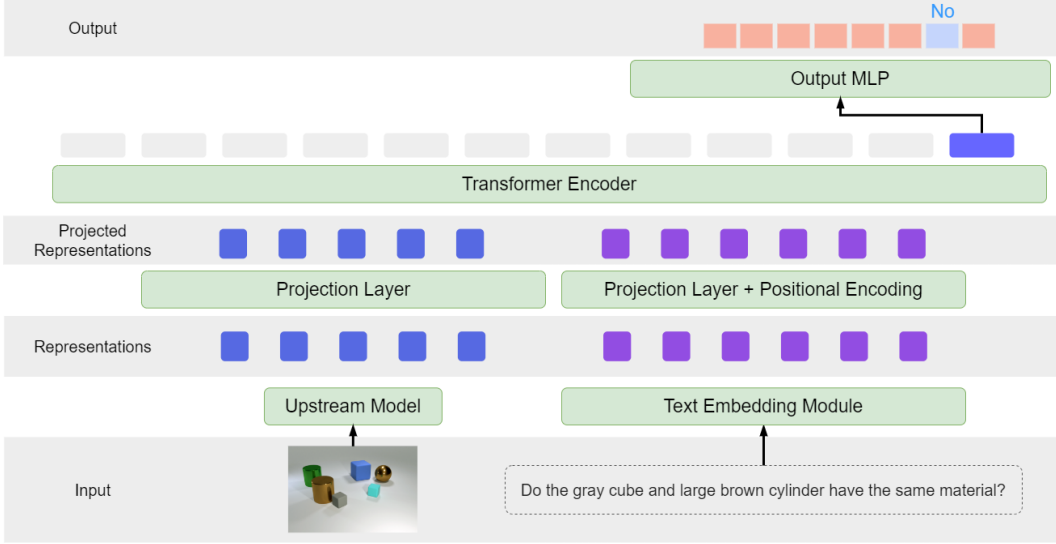 Output
No
Output MLP
Transformer Encoder
Projected
Representations
Projection Layer
Projection Layer + Positional Encoding
Representations
Upstream Model
Text Embedding Module
Input
Do the gray cube and large brown cylinder have the same material?